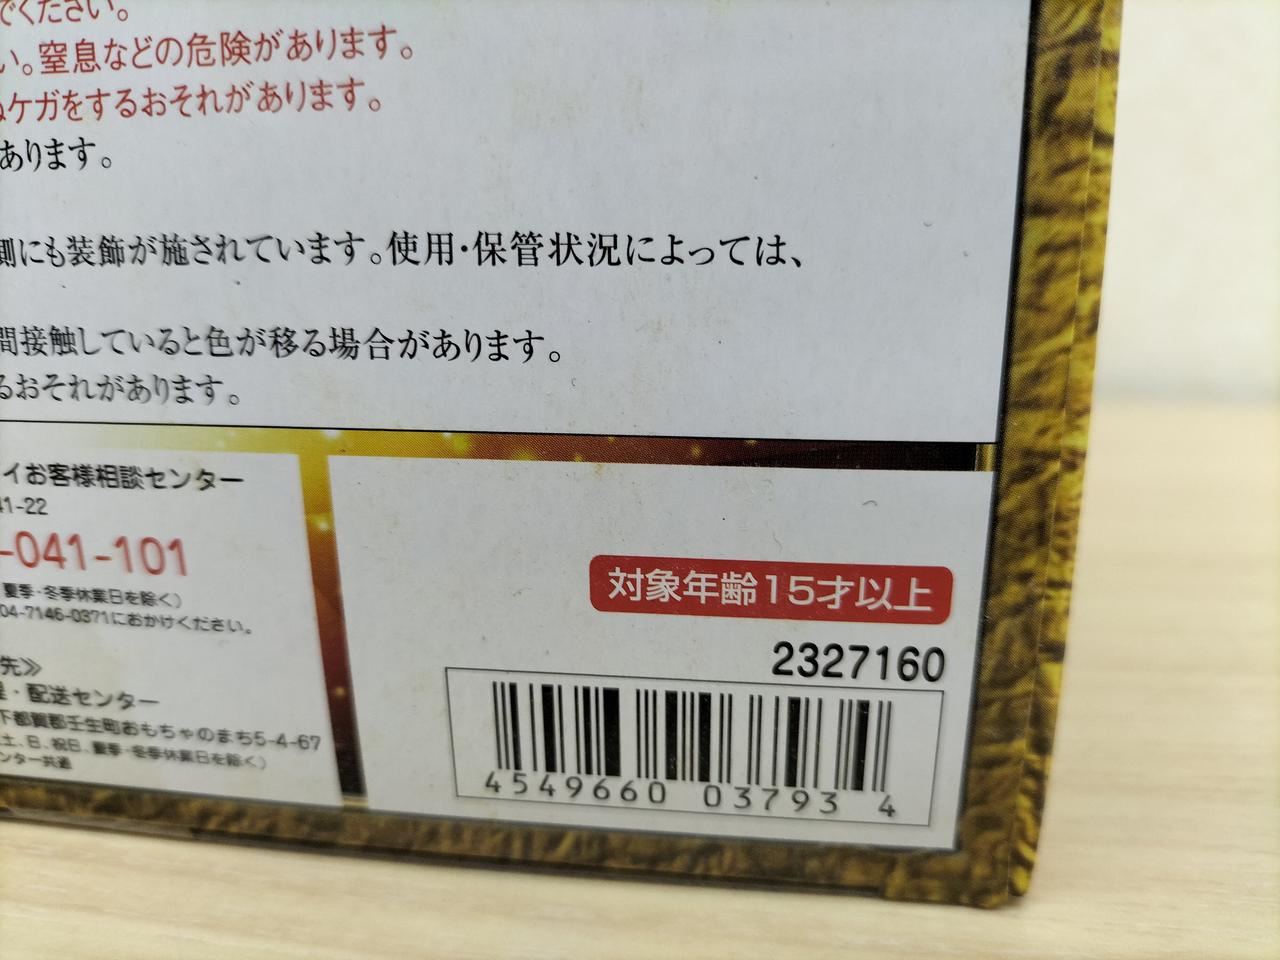 でください。
い。窒息などの危険があります。
ぬケガをするおそれがあります。
あります。
側にも装飾が施されています。使用・保管状況によっては、
間接触していると色が移る場合があります。
るおそれがあります。
イお客様相談センター
41-22
-041-101
夏季・冬季休業日を除く)
04-7146-0371におかけください。
先≫
・配送センター
下都賀郡壬生町おもちゃのまち5-4-67
土、日、祝日、夏季・冬季休業日を除く)
ンター共通
対象年齢15才以上
2327160
4549660 03793 4